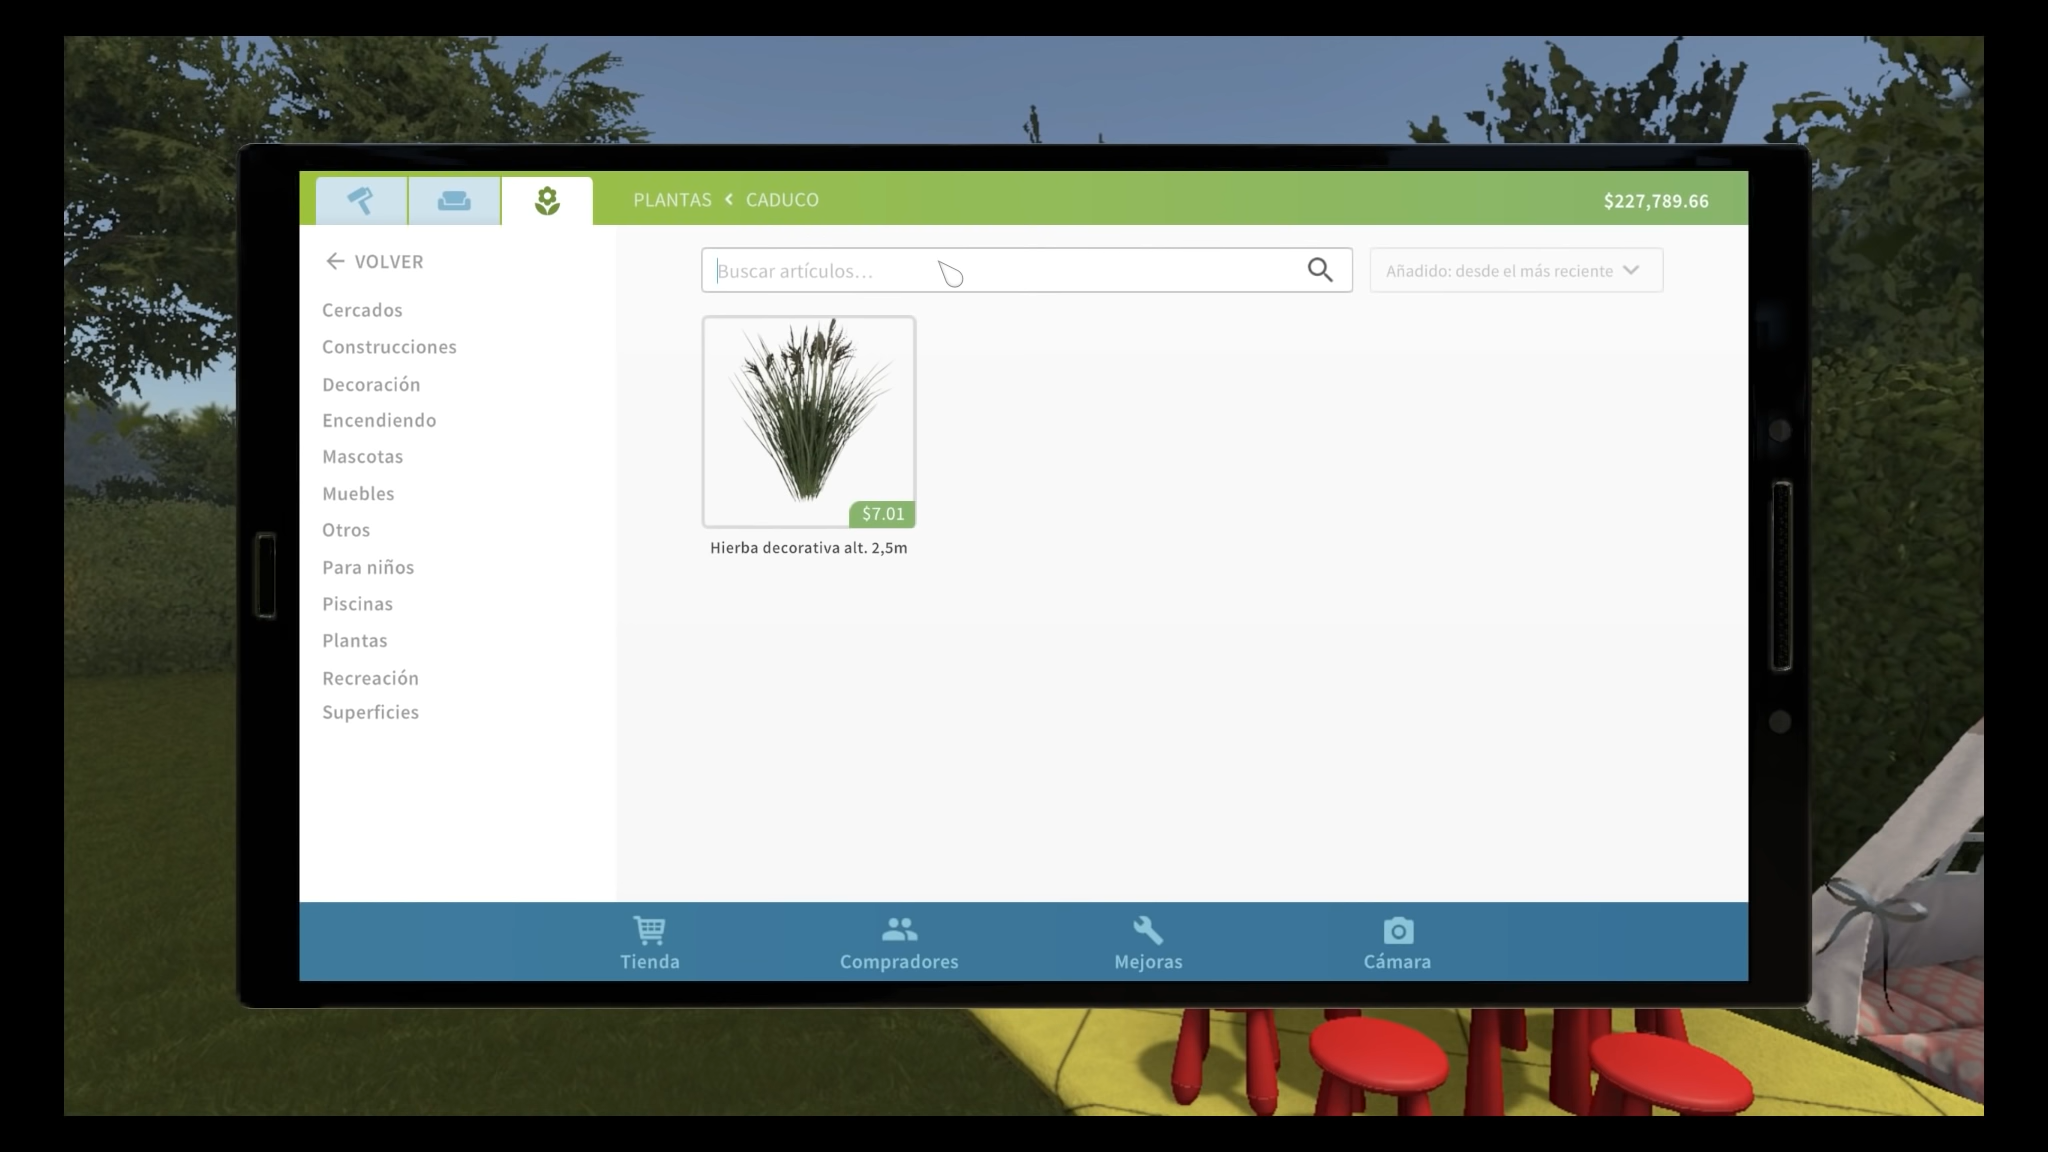 PLANTAS < CADUCO
$227,789.66
VOLVER
Buscar artículos...
Añadido: desde el más reciente
Cercados
Construcciones
Decoración
Encendiendo
Mascotas
Muebles
Otros
Para niños
Piscinas
Plantas
Recreación
Superficies
$7.01
Hierba decorativa alt. 2,5m
Tienda
Compradores
Mejoras
Cámara